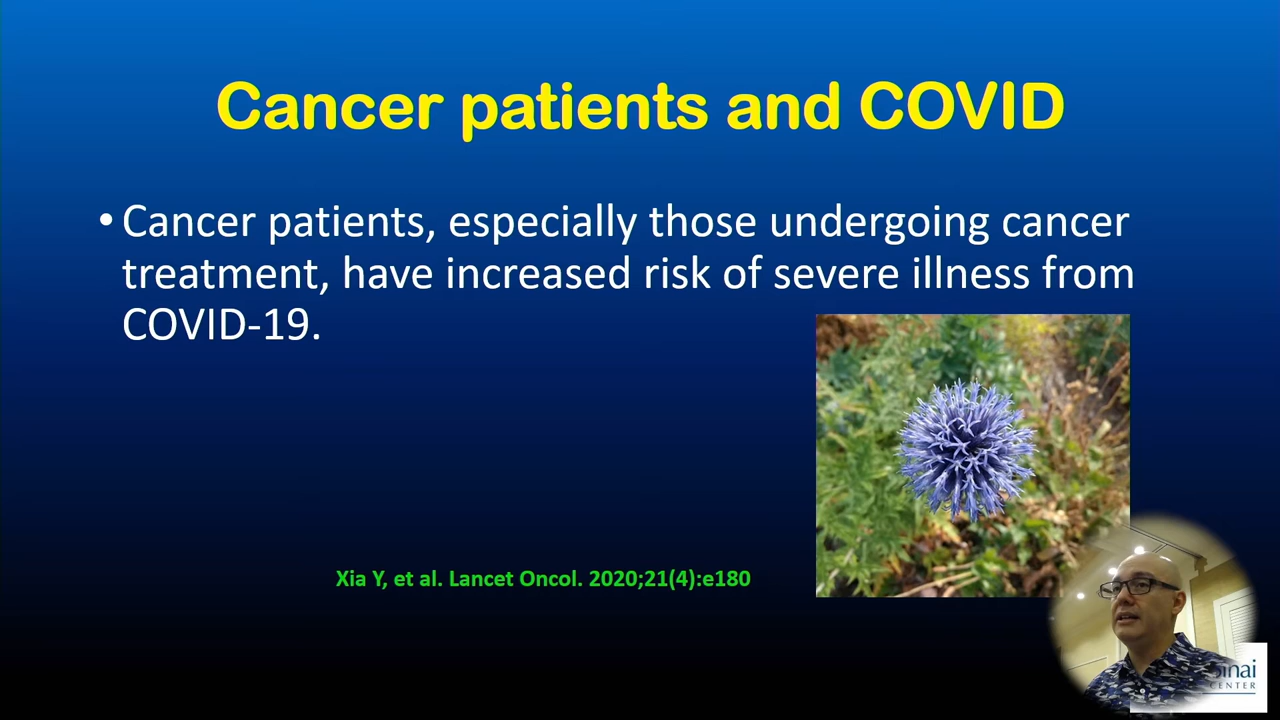 Cancer patients and COVID
• Cancer patients, especially those undergoing cancer
treatment, have increased risk of severe illness from
COVID-19.
Xia Y, et al. Lancet Oncol. 2020;21(4):e180
CENTER